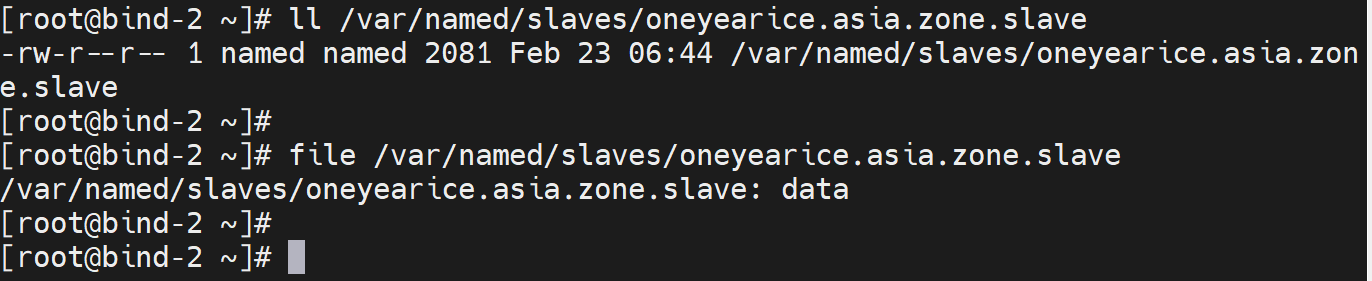 [root@bind-2 ~]# ll /var/named/slaves/oneyearice.asia.zone.slave
-rw-r--r-- 1 named named 2081 Feb 23 06:44 /var/named/slaves/oneyearice.asia.zon
e.slave
[root@bind-2 ~]#
[root@bind-2 ~]# file /var/named/slaves/oneyearice.asia.zone.slave
/var/named/slaves/oneyearice.asia.zone.slave: data
[root@bind-2 ~]#
[root@bind-2 ~]#